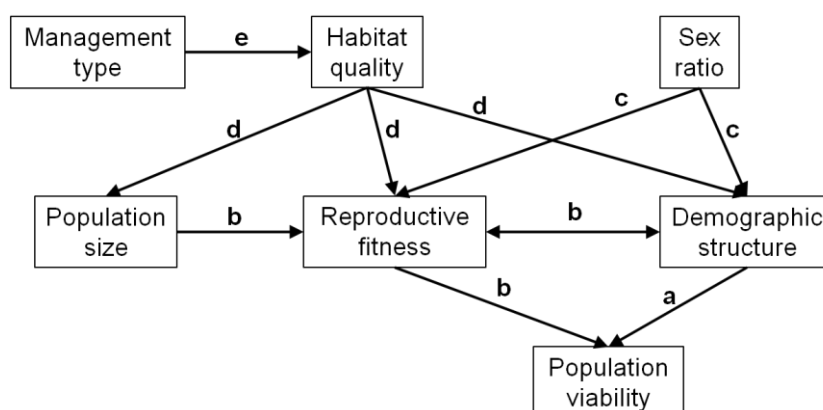 Management
type
e
Habitat
quality
Sex
ratio
d
d
d
c
c
Population
size
b
Reproductive
fitness
b
Demographic
structure
b
a
Population
viability